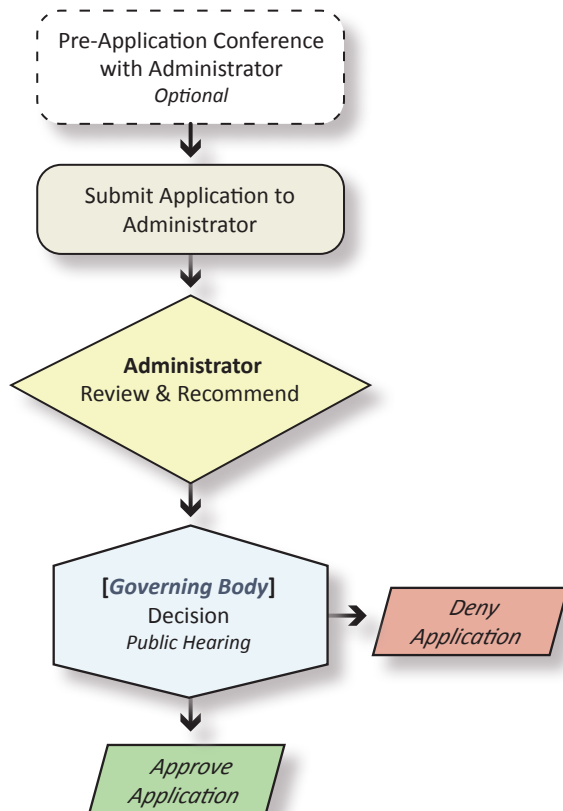 Pre-Application Conference
with Administrator
Optional
Submit Application to
Administrator
Administrator
Review & Recommend
[Governing Body]
Decision
Public Hearing
Deny
Application
Approve
Application